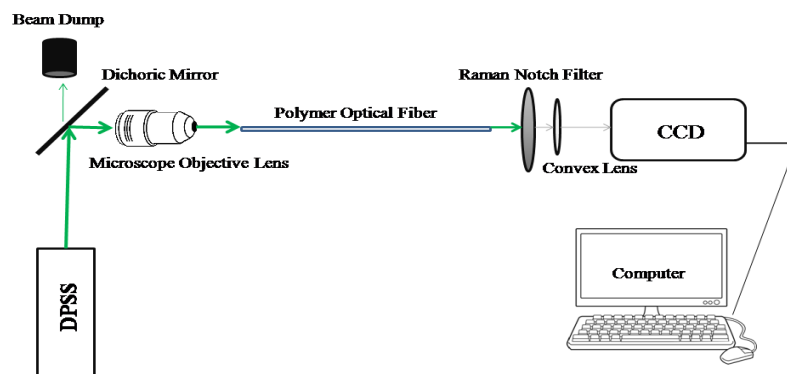 Beam Dump
Dichoric Mirror
Raman Notch Filter
Polymer Optical Fiber
CCD
Microscope Objective Lens
Convex Lens
Computer
DPSS